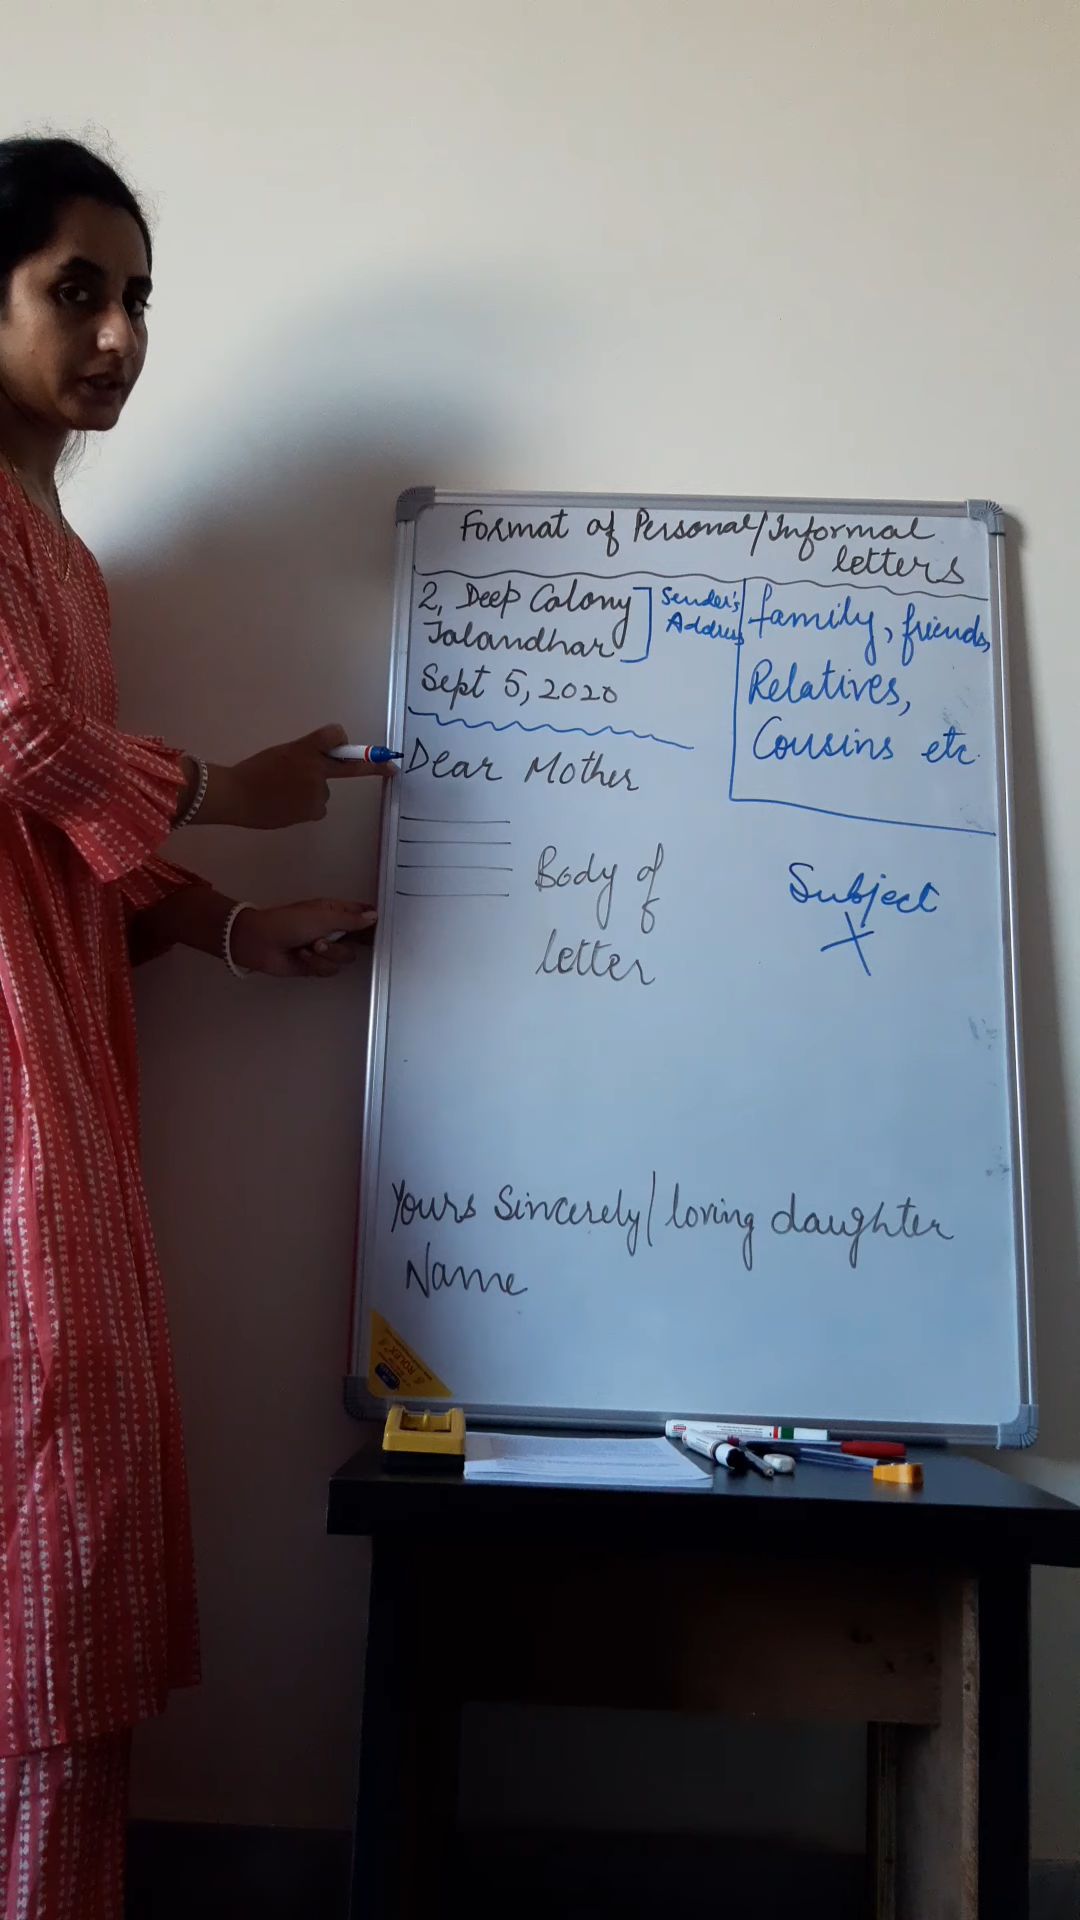 Format of Personal/Informal
letters
2, Deep Colony
Jalandhar
Sender's
Address
Sept 5, 2020
family, friends,
Relatives,
Cousins etc.
Dear Mother
Body of
letter
Subject
X
Yours Sincerely/loving daughter
Name
ROLEX